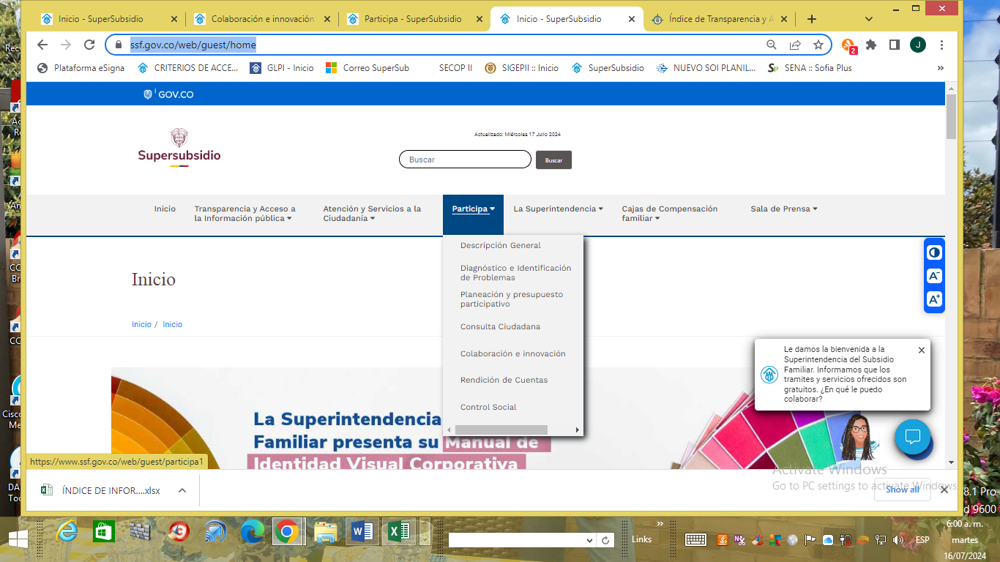 Inicio - SuperSubsidio
Colaboración e innovación
Participa - SuperSubsidio
Inicio - SuperSubsidio
Índice de Transparencia y A
ssf.gov.co/web/guest/home
2
J
Plataforma eSigna
CRITERIOS DE ACCE...
GLPI - Inicio
Correo SuperSub
SECOP II
SIGEPII :: Inicio
SuperSubsidio
NUEVO SOI PLANIL...
SENA :: Sofia Plus
»
GOV.CO
Supersubsidio
Actualizado: Miércoles 17 Julio 2024
Buscar
Buscar
Inicio
Transparencia y Acceso a
la Información pública
Atención y Servicios a la
Ciudadanía
Participa
La Superintendencia
Cajas de Compensación
familiar
Sala de Prensa
Descripción General
Diagnóstico e Identificación
de Problemas
Planeación y presupuesto
participativo
Consulta Ciudadana
Colaboración e innovación
Rendición de Cuentas
Control Social
Inicio
Inicio / Inicio
A-
A+
La Superintendencia
Familiar presenta su Manual de
Identidad Visual Corporativa
Le damos la bienvenida a la
Superintendencia del Subsidio
Familiar. Informamos que los
tramites y servicios ofrecidos son
gratuitos. ¿En qué le puedo
colaborar?
https://www.ssf.gov.co/web/guest/participa1
Activate Windows
Go to PC settings to activate Windows.
ÍNDICE DE INFOR....xlsx
Show all
8.1 Pro
d 9600
Links
»
ESP
6:00 a. m.
martes
16/07/2024